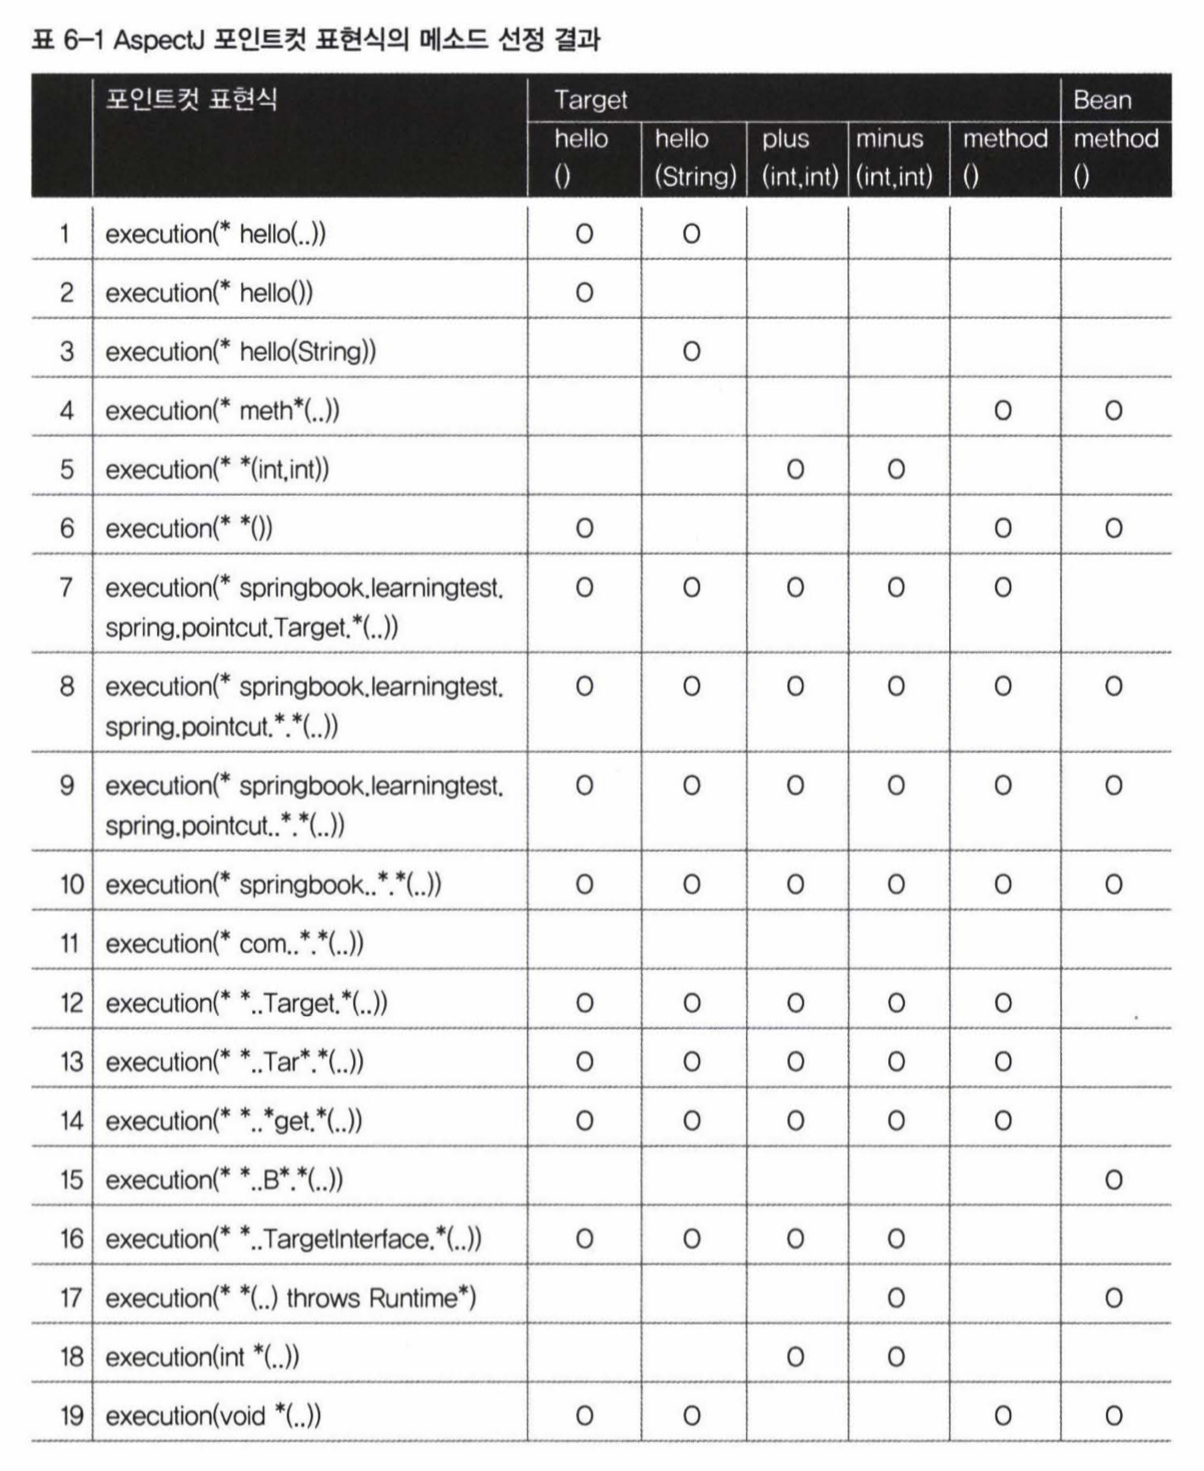 표 6-1 AspectJ 포인트컷 표현식의 메소드 선정 결과
포인트컷 표현식 Target Bean
hello hello plus minus method method
() (String) (int,int) (int,int) () ()
1 execution(* hello(..)) O O
2 execution(* hello()) O
3 execution(* hello(String)) O
4 execution(* meth*(..)) O O
5 execution(* *(int,int)) O O
6 execution(* *()) O O O
7 execution(* springbook.learningtest. O O O O O
spring.pointcut.Target.*(..))
8 execution(* springbook.learningtest. O O O O O O
spring.pointcut.*.*(..))
9 execution(* springbook.learningtest. O O O O O O
spring.pointcut..*.*(..))
10 execution(* springbook..*.*(..)) O O O O O O
11 execution(* com..*.*(..))
12 execution(* *..Target.*(..)) O O O O O
13 execution(* *..Tar*.*(..)) O O O O O
14 execution(* *..*get.*(..)) O O O O O
15 execution(* *..B*.*(..)) O
16 execution(* *..TargetInterface.*(..)) O O O O
17 execution(* *(..) throws Runtime*) O O
18 execution(int *(..)) O O
19 execution(void *(..)) O O O O